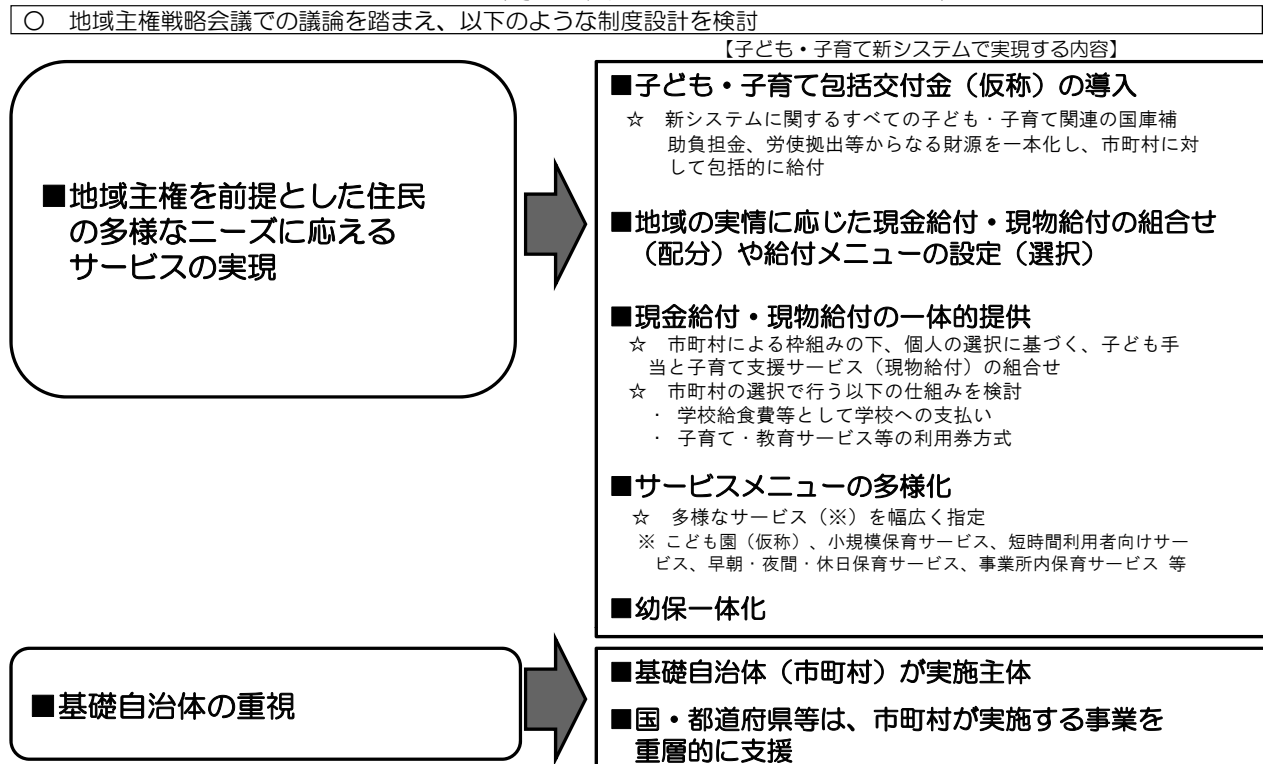 ○ 地域主権戦略会議での議論を踏まえ、以下のような制度設計を検討
【子ども・子育て新システムで実現する内容】
■地域主権を前提とした住民
の多様なニーズに応える
サービスの実現
■子ども・子育て包括交付金（仮称）の導入
☆ 新システムに関するすべての子ども・子育て関連の国庫補
助負担金、労使拠出等からなる財源を一本化し、市町村に対
して包括的に給付
■地域の実情に応じた現金給付・現物給付の組合せ
（配分）や給付メニューの設定（選択）
■現金給付・現物給付の一体的提供
☆ 市町村による枠組みの下、個人の選択に基づく、子ども手
当と子育て支援サービス（現物給付）の組合せ
☆ 市町村の選択で行う以下の仕組みを検討
・ 学校給食費等として学校への支払い
・ 子育て・教育サービス等の利用券方式
■サービスメニューの多様化
☆ 多様なサービス（※）を幅広く指定
※ こども園（仮称）、小規模保育サービス、短時間利用者向けサー
ビス、早朝・夜間・休日保育サービス、事業所内保育サービス 等
■幼保一体化
■基礎自治体の重視
■基礎自治体（市町村）が実施主体
■国・都道府県等は、市町村が実施する事業を
重層的に支援